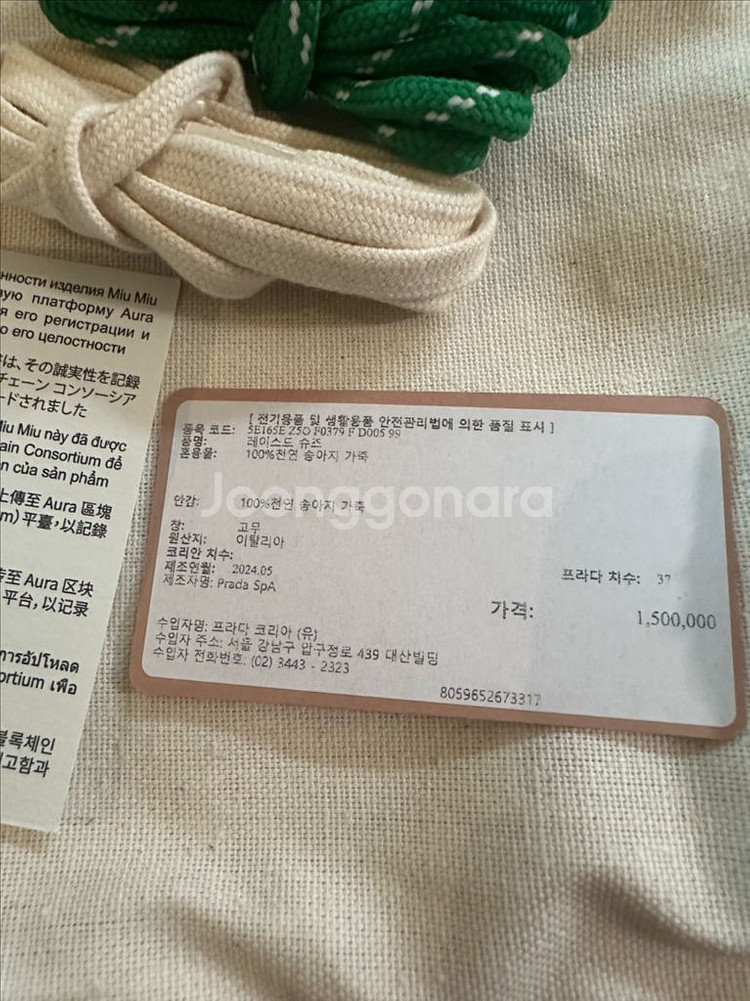 нности изделия Miu Miu
ую платформу Aura
я его регистрации и
о его целостности
は、その誠実性を記録
チェーン コンソーシア
ードされました
Miu Miu này đã được
ain Consortium để
n của sản phẩm
上傳至 Aura 區塊
m) 平臺,以記錄
至 Aura 区块
平台,以记录
การอัปโหลด
ortium เพื่อ
블록체인
고함과
[ 전기용품 및 생활용품 안전관리법에 의한 품질 표시 ]
품목 코드: 5E165E Z5O F0379 F D005 99
품명: 레이스드 슈즈
혼용율: 100%천연 송아지 가죽
안감: 100%천연 송아지 가죽
Joonggonara
창: 고무
원산지: 이탈리아
코리안 치수:
제조연월: 2024.05
프라다 치수: 37
제조자명: Prada SpA
가격: 1,500,000
수입자명: 프라다 코리아 (유)
수입자 주소: 서울 강남구 압구정로 439 대산빌딩
수입자 전화번호: (02) 3443 - 2323
8059652673317